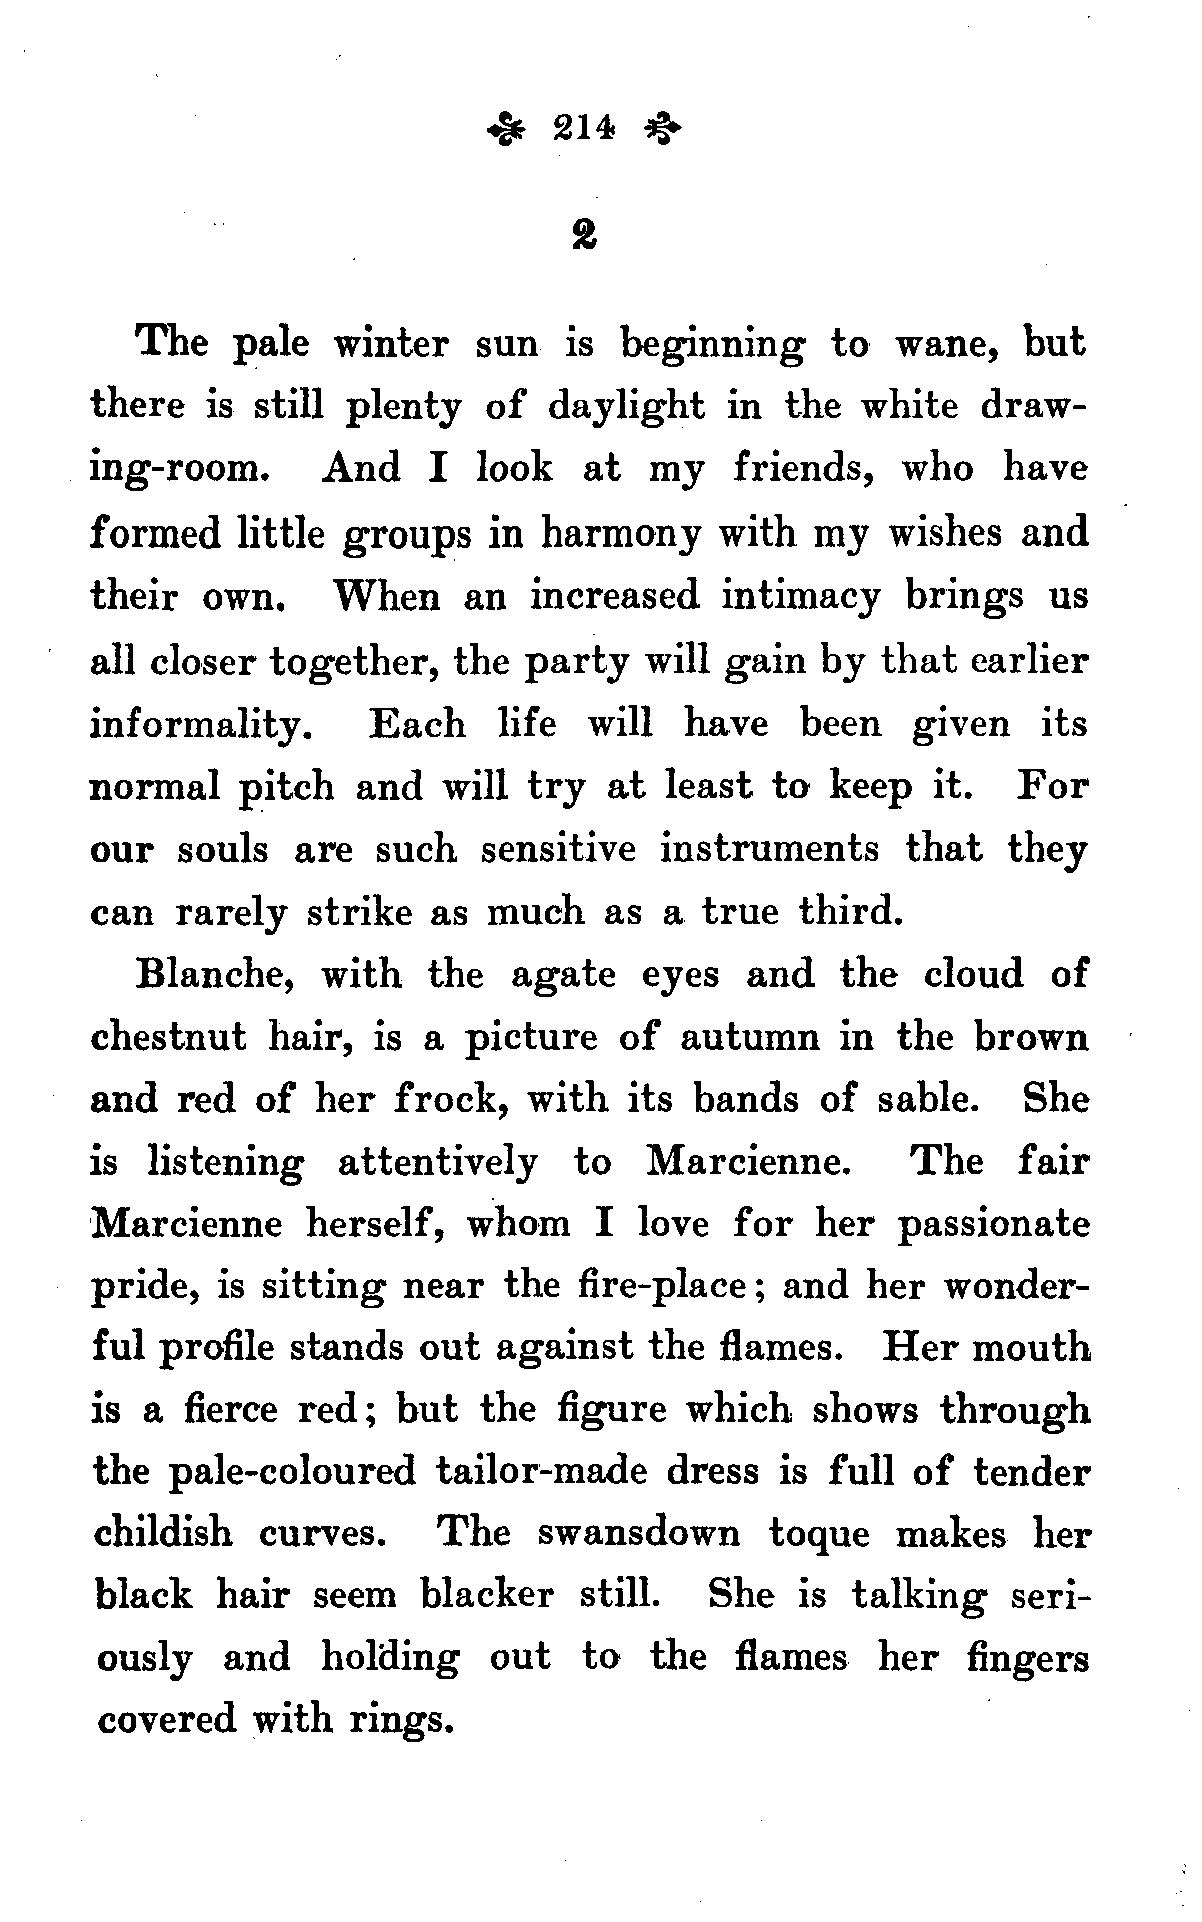 214
2
The pale winter sun is beginning to wane, but
there is still plenty of daylight in the white draw-
ing-room. And I look at my friends, who have
formed little groups in harmony with my wishes and
their own. When an increased intimacy brings us
all closer together, the party will gain by that earlier
informality. Each life will have been given its
normal pitch and will try at least to keep it. For
our souls are such sensitive instruments that they
can rarely strike as much as a true third.
Blanche, with the agate eyes and the cloud of
chestnut hair, is a picture of autumn in the brown
and red of her frock, with its bands of sable. She
is listening attentively to Marcienne. The fair
Marcienne herself, whom I love for her passionate
pride, is sitting near the fire-place; and her wonder-
ful profile stands out against the flames. Her mouth
is a fierce red; but the figure which shows through
the pale-coloured tailor-made dress is full of tender
childish curves. The swansdown toque makes her
black hair seem blacker still. She is talking seri-
ously and holding out to the flames her fingers
covered with rings.